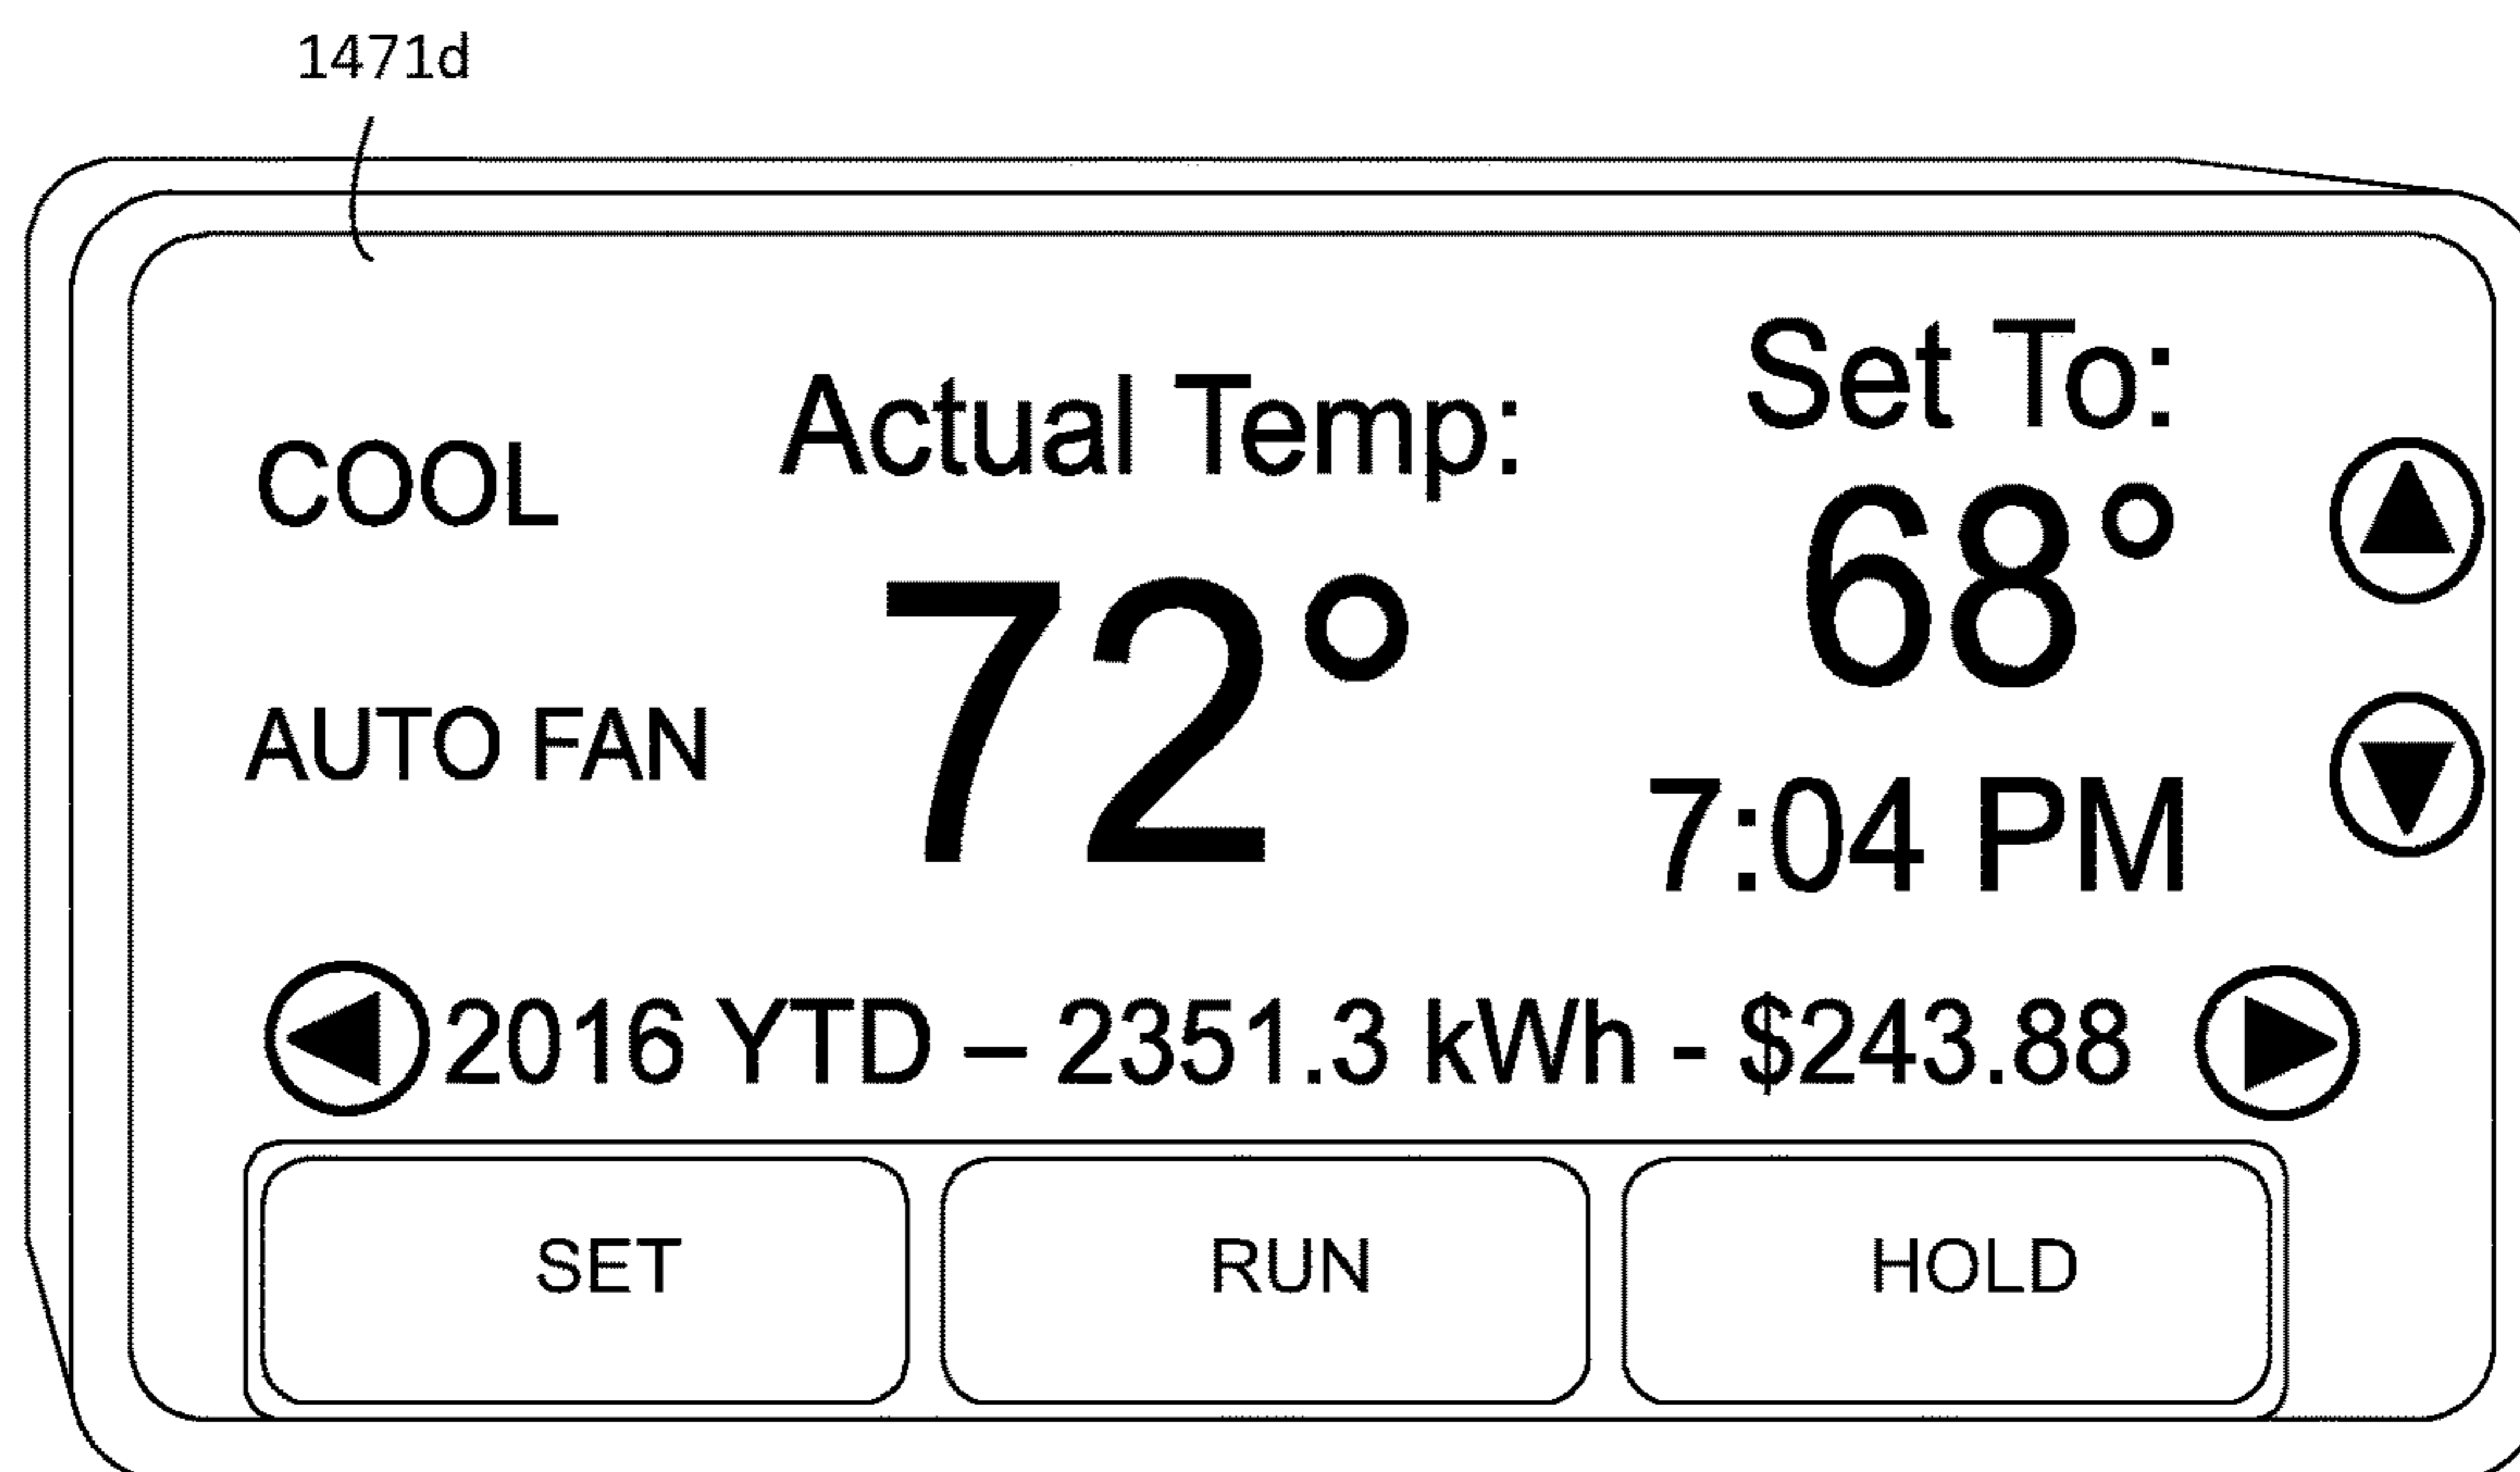 1471d
COOL
AUTO FAN
Actual Temp:
72°
Set To:
68°
7:04 PM
2016 YTD – 2351.3 kWh - $243.88
SET
RUN
HOLD